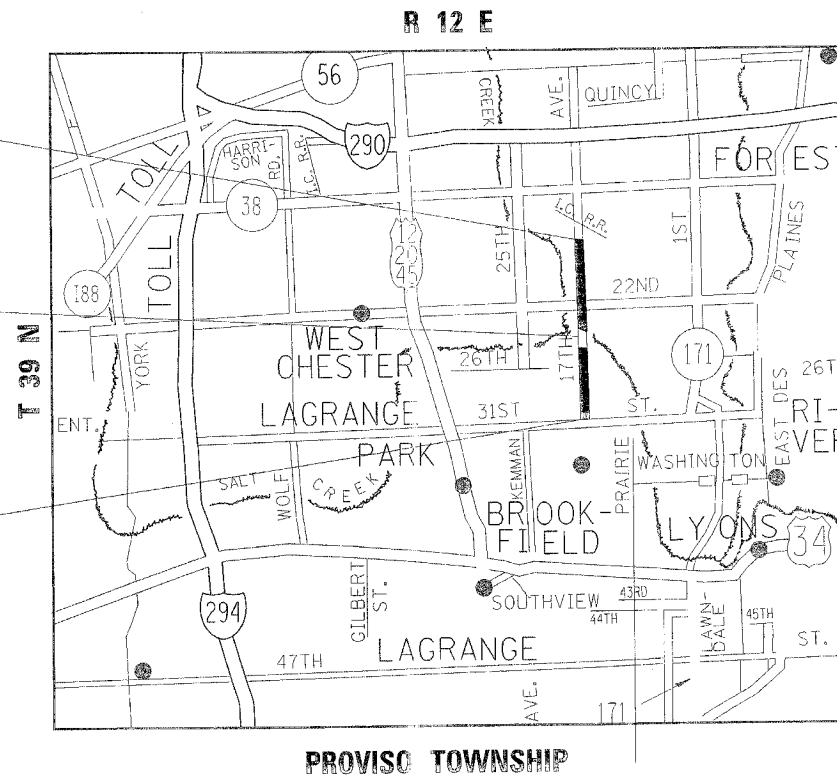 R 12 E
56
CREEK
AVE.
QUINCY
TOLL
HARRI-
SON
RD.
I.C. R.R.
290
FOREST
38
I.C. R.R.
12
20
45
25TH
1ST
PLAINES
188
TOLL
22ND
T 39 N
YORK
WEST
CHESTER
26TH
17TH
171
26T
ENT.
LAGRANGE
PARK
31ST
ST.
EAST DES
RI-
VER
SALT
CREEK
WOLF
KEMMAN
PRAIRIE
WASHINGTON
BROOK-
FIELD
LYONS
34
294
GILBERT
ST.
SOUTHVIEW
43RD
44TH
LAWN-
DALE
45TH
47TH
LAGRANGE
ST.
AVE.
171
PROVISO TOWNSHIP